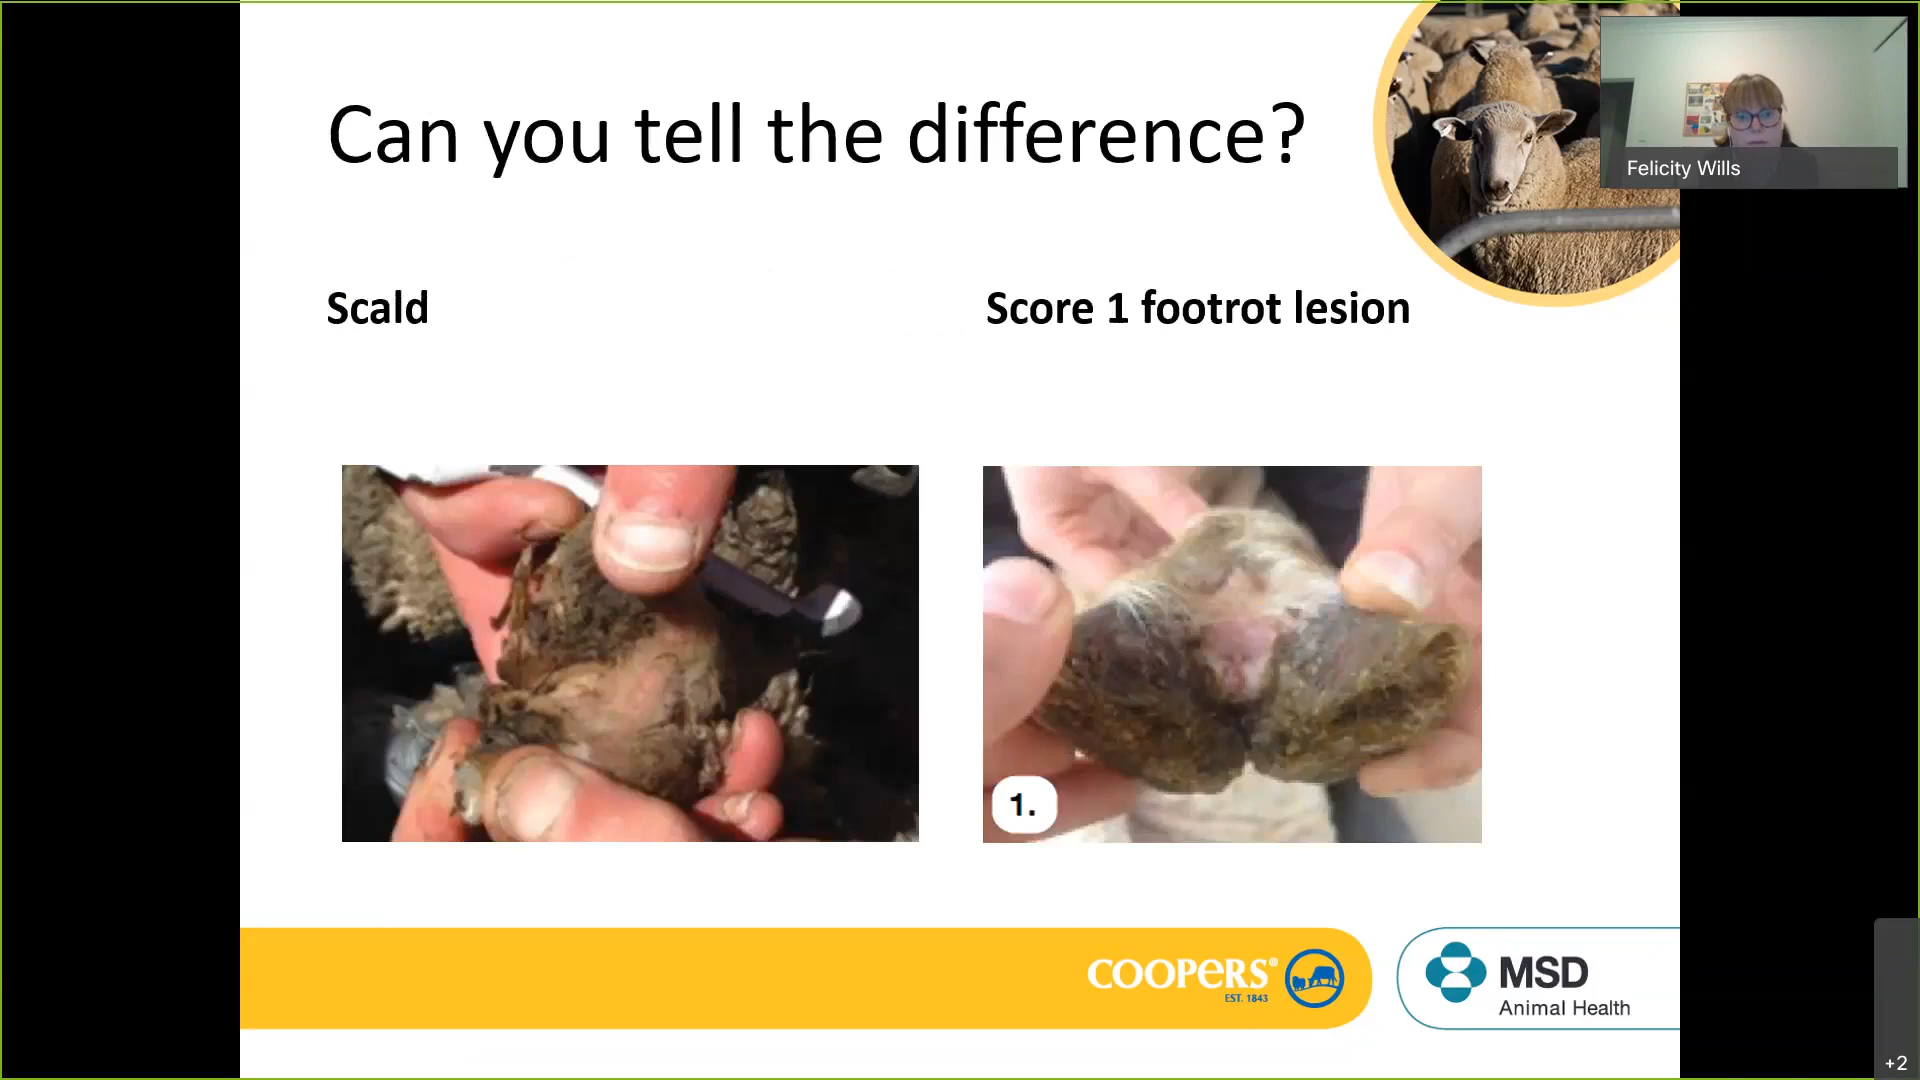 Can you tell the difference?
Felicity Wills
Scald
Score 1 footrot lesion
1.
COOPERS®
EST. 1843
MSD
Animal Health
+2